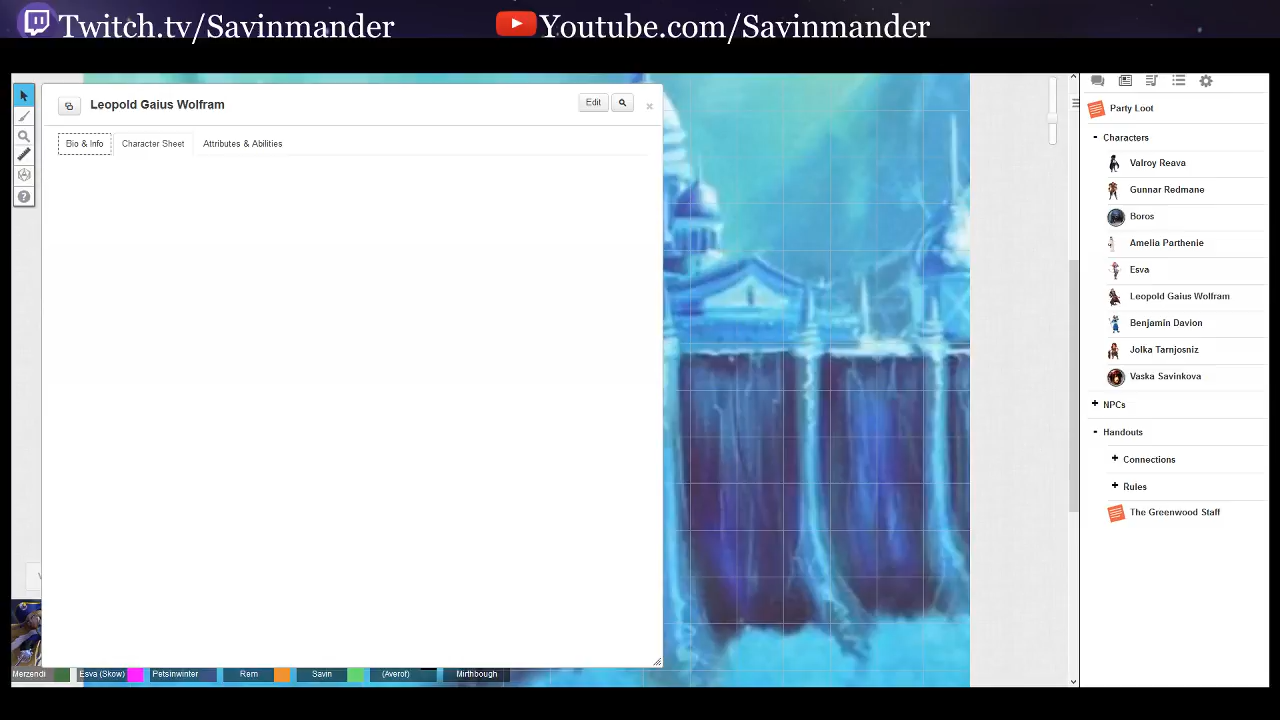 Twitch.tv/Savinmander
Youtube.com/Savinmander
Leopold Gaius Wolfram
Edit
Bio & Info
Character Sheet
Attributes & Abilities
Party Loot
Characters
Valroy Reava
Gunnar Redmane
Boros
Amelia Parthenie
Esva
Leopold Gaius Wolfram
Benjamin Davion
Jolka Tarnjosniz
Vaska Savinkova
NPCs
Handouts
Connections
Rules
The Greenwood Staff
Merzendi
Esva (Skow)
Petsinwinter
Rem
Savin
(Averof)
Mirthbough